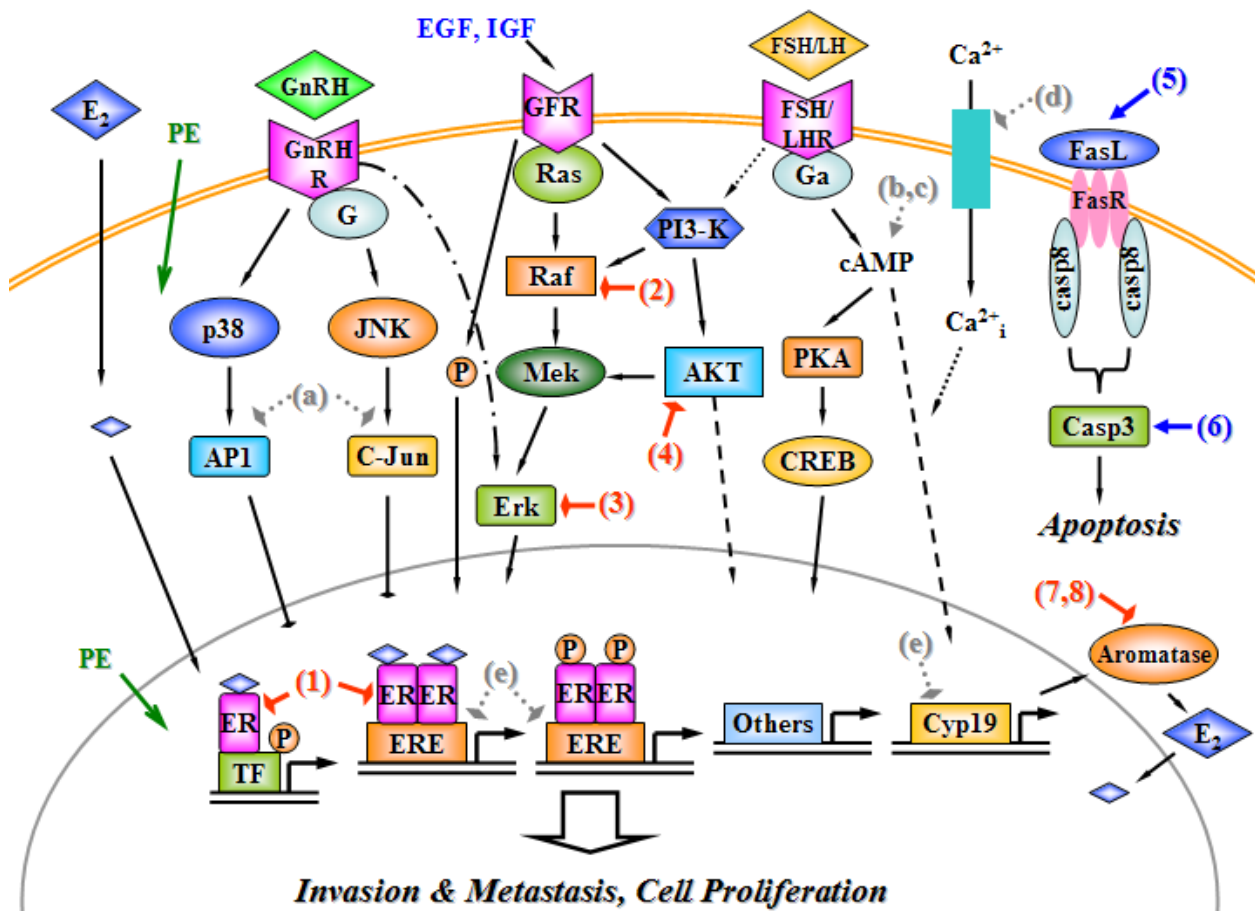 EGF, IGF
FSH/LH
Ca2+
(5)
GnRH
E2
PE
GFR
FSH/
LHR
(d)
FasL
GnRH
R
Ras
Ga
(b,c)
FasR
G
PI3-K
cAMP
casp8
casp8
Raf
(2)
p38
JNK
Ca2+i
P
Mek
AKT
PKA
(a)
Casp3
(6)
AP1
C-Jun
(4)
CREB
Erk
(3)
Apoptosis
(7,8)
PE
P
P
(e)
Aromatase
(1)
ER
ER
(e)
ER
ER
ER
P
Others
Cyp19
E2
TF
ERE
ERE
Invasion & Metastasis, Cell Proliferation